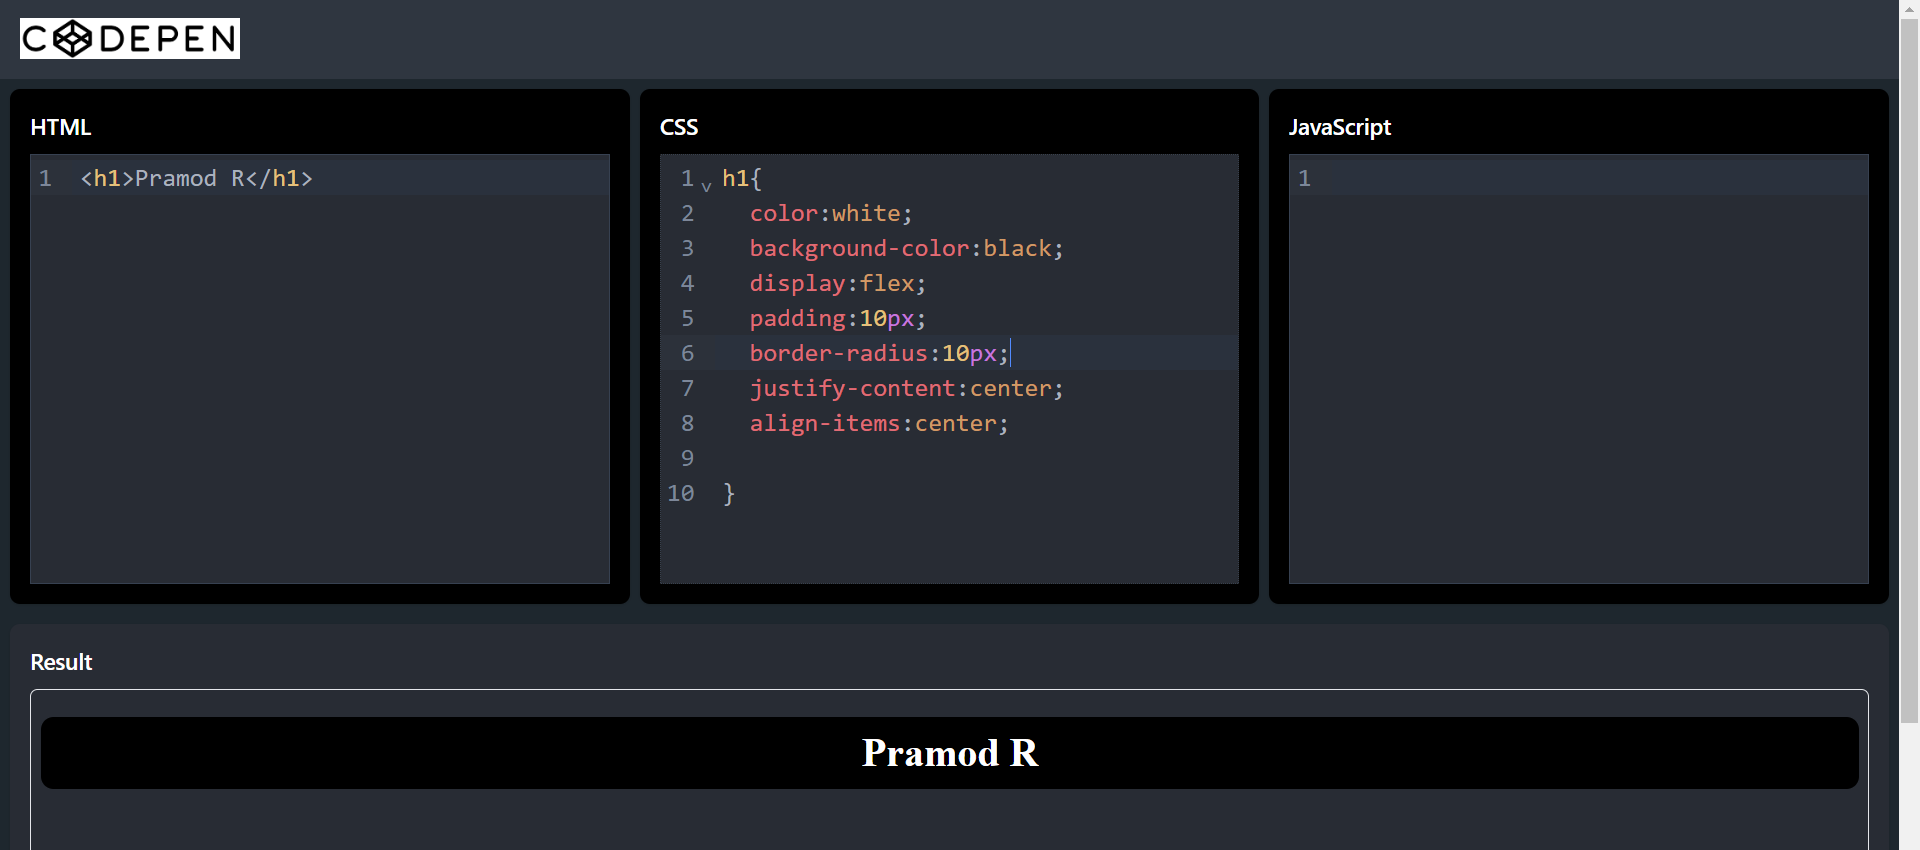 CODEPEN
HTML
1 <h1>Pramod R</h1>
CSS
1 h1{
2 color:white;
3 background-color:black;
4 display:flex;
5 padding:10px;
6 border-radius:10px;
7 justify-content:center;
8 align-items:center;
9
10 }
JavaScript
1
Result
Pramod R